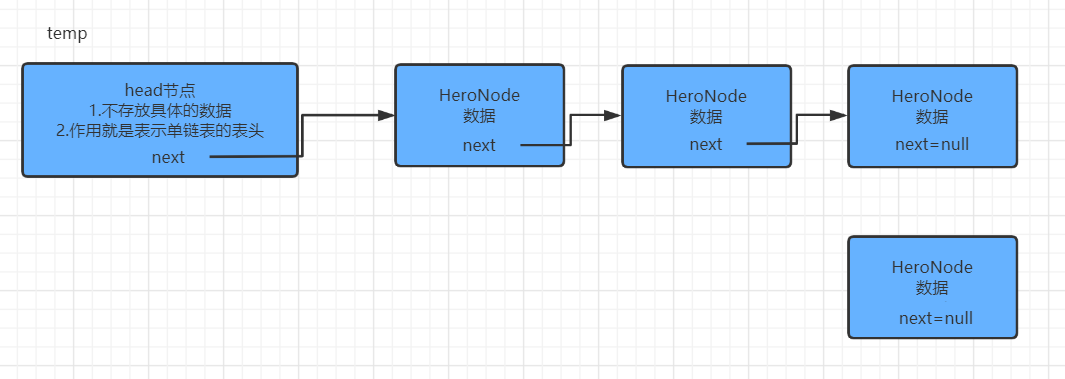 temp
head节点
1.不存放具体的数据
2.作用就是表示单链表的表头
next
HeroNode
数据
next
HeroNode
数据
next
HeroNode
数据
next=null
HeroNode
数据
next=null